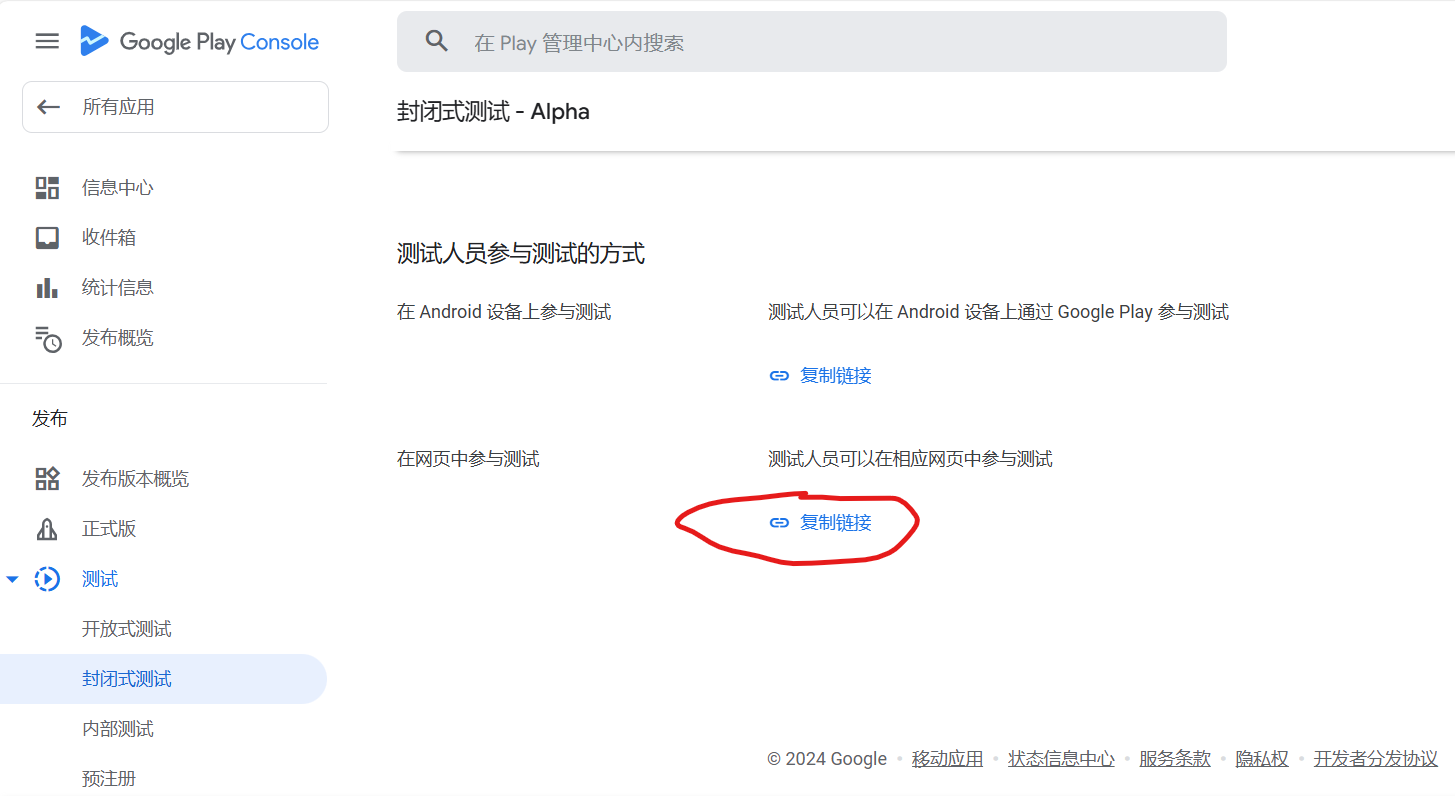 Google Play Console
在 Play 管理中心内搜索
所有应用
封闭式测试 - Alpha
信息中心
收件箱
统计信息
发布概览
发布
发布版本概览
正式版
测试
开放式测试
封闭式测试
内部测试
预注册
测试人员参与测试的方式
在 Android 设备上参与测试
测试人员可以在 Android 设备上通过 Google Play 参与测试
复制链接
在网页中参与测试
测试人员可以在相应网页中参与测试
复制链接
© 2024 Google • 移动应用 • 状态信息中心 • 服务条款 • 隐私权 • 开发者分发协议